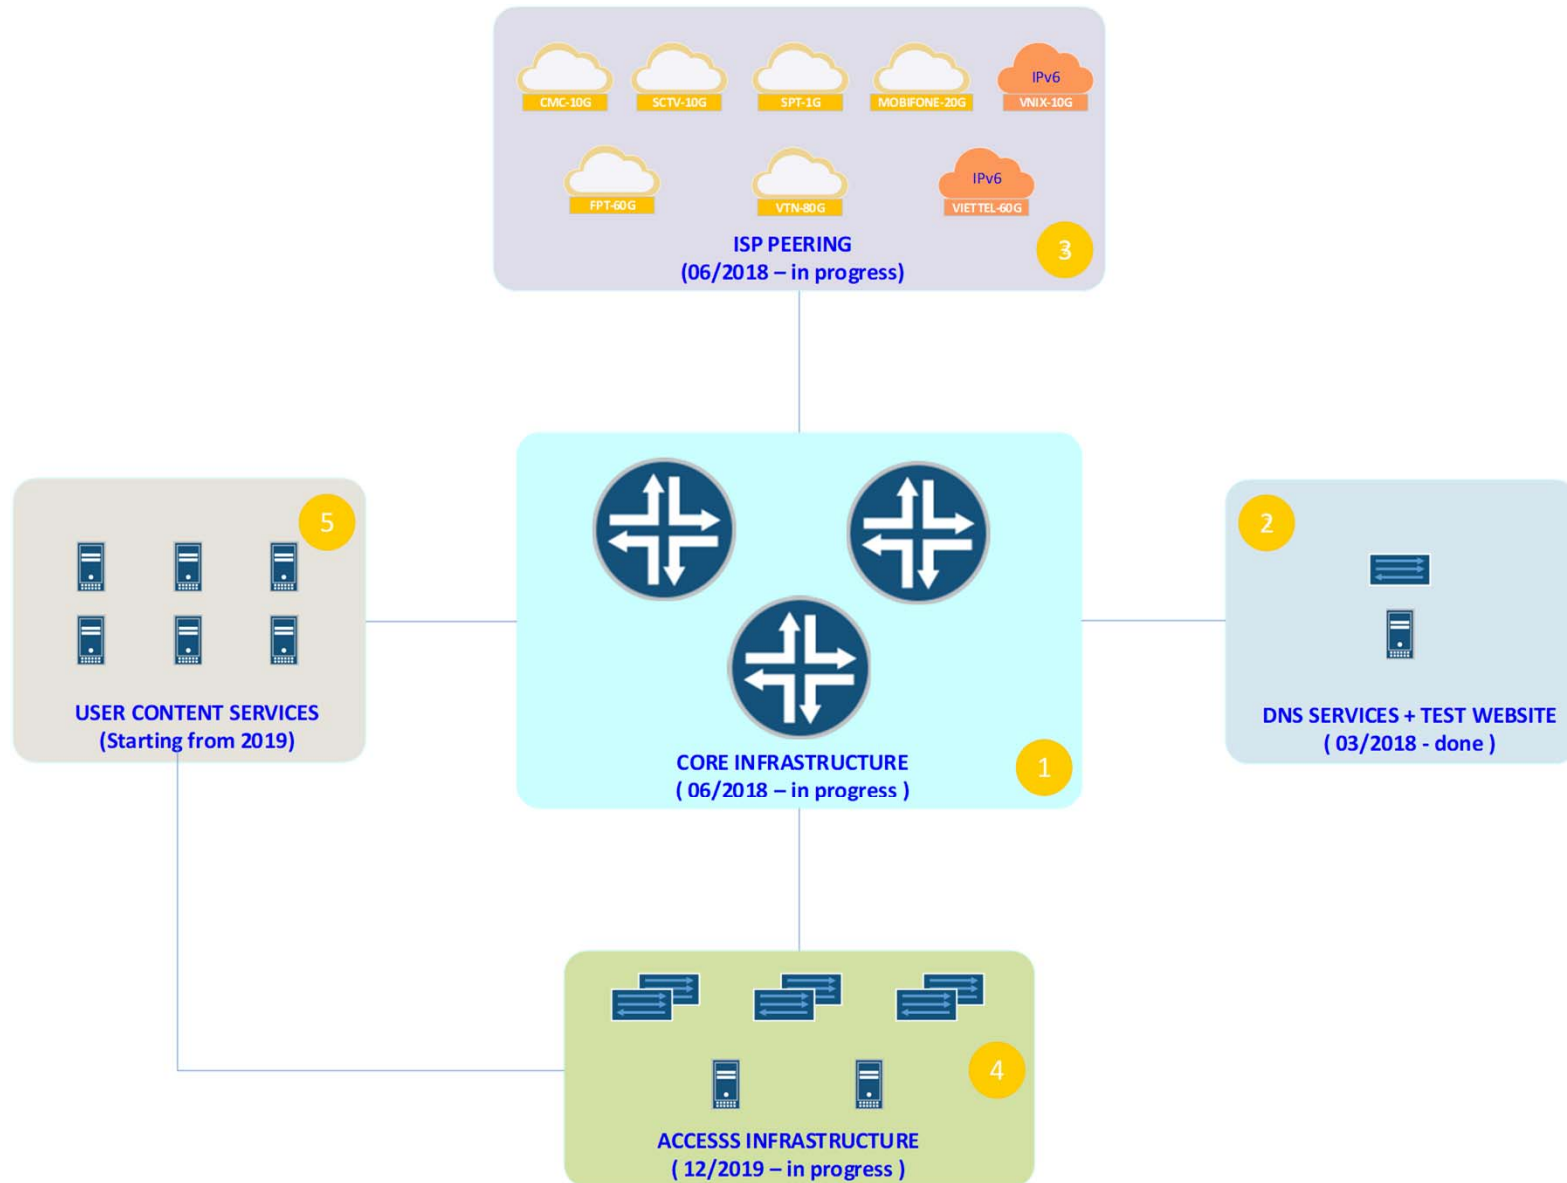 CMC-10G
SCTV-10G
SPT-1G
MOBIFONE-20G
IPv6
VNIX-10G
FPT-60G
VTN-80G
IPv6
VIETTEL-60G
ISP PEERING
(06/2018 – in progress)
3
5
USER CONTENT SERVICES
(Starting from 2019)
CORE INFRASTRUCTURE
( 06/2018 – in progress )
1
2
DNS SERVICES + TEST WEBSITE
( 03/2018 - done )
4
ACCESSS INFRASTRUCTURE
( 12/2019 – in progress )